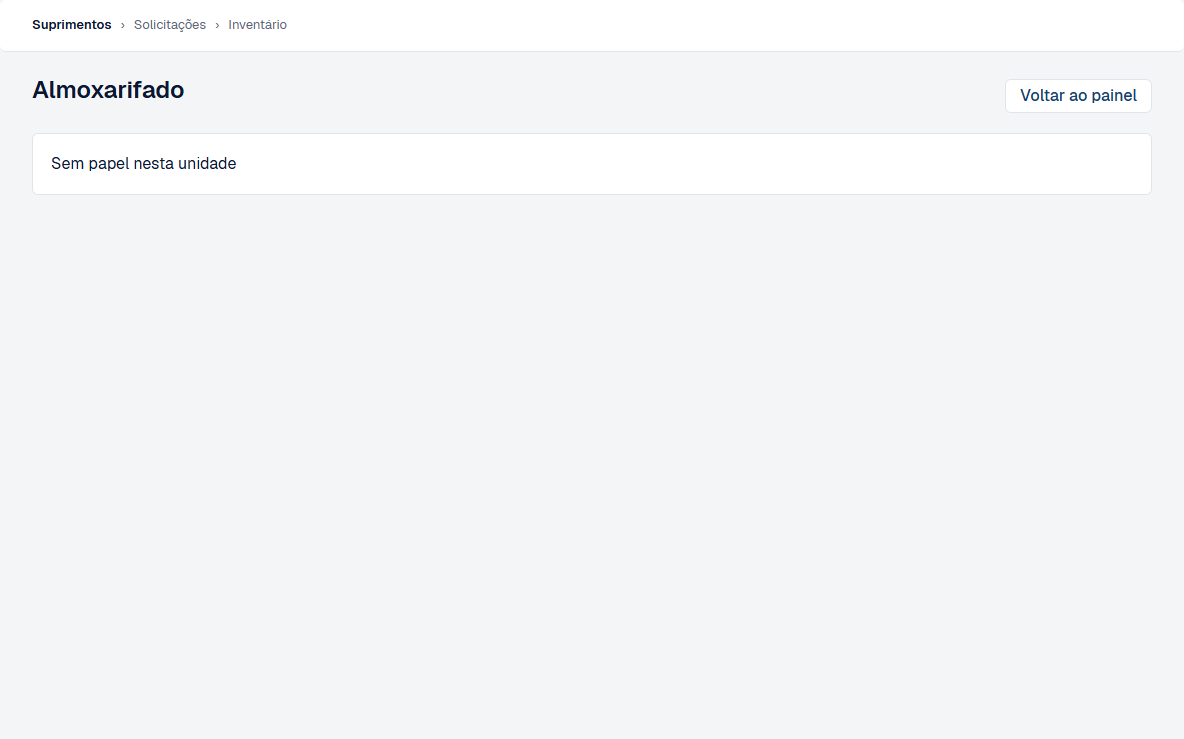 Suprimentos › Solicitações › Inventário
Almoxarifado
Voltar ao painel
Sem papel nesta unidade